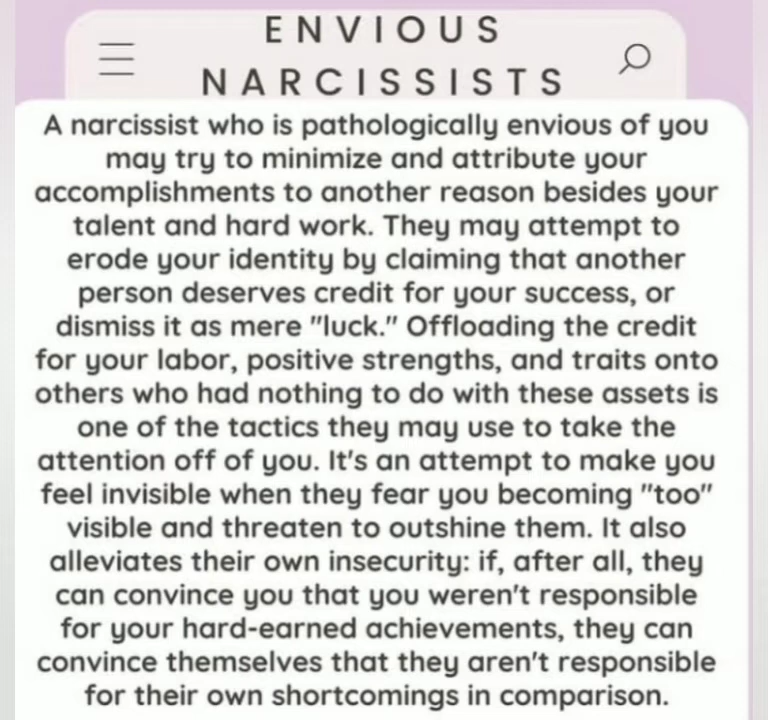 ENVIOUS
NARCISSISTS
A narcissist who is pathologically envious of you
may try to minimize and attribute your
accomplishments to another reason besides your
talent and hard work. They may attempt to
erode your identity by claiming that another
person deserves credit for your success, or
dismiss it as mere "luck." Offloading the credit
for your labor, positive strengths, and traits onto
others who had nothing to do with these assets is
one of the tactics they may use to take the
attention off of you. It's an attempt to make you
feel invisible when they fear you becoming "too"
visible and threaten to outshine them. It also
alleviates their own insecurity: if, after all, they
can convince you that you weren't responsible
for your hard-earned achievements, they can
convince themselves that they aren't responsible
for their own shortcomings in comparison.